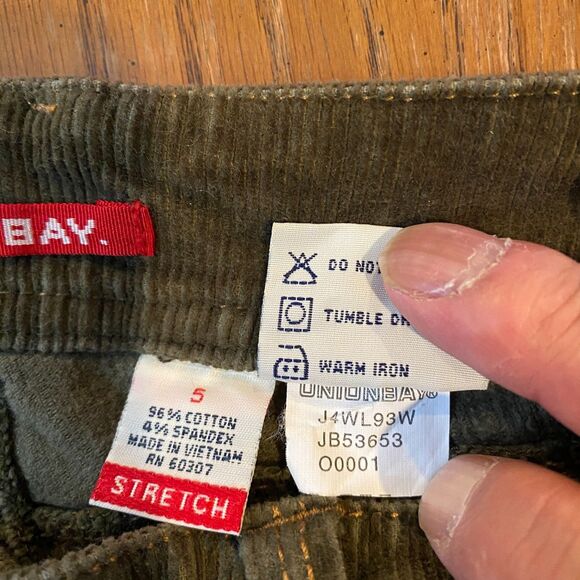 BAY.
DO NOT
TUMBLE DR
WARM IRON
UNIONBAY®
J4WL93W
JB53653
O0001
5
96% COTTON
4% SPANDEX
MADE IN VIETNAM
RN 60307
STRETCH